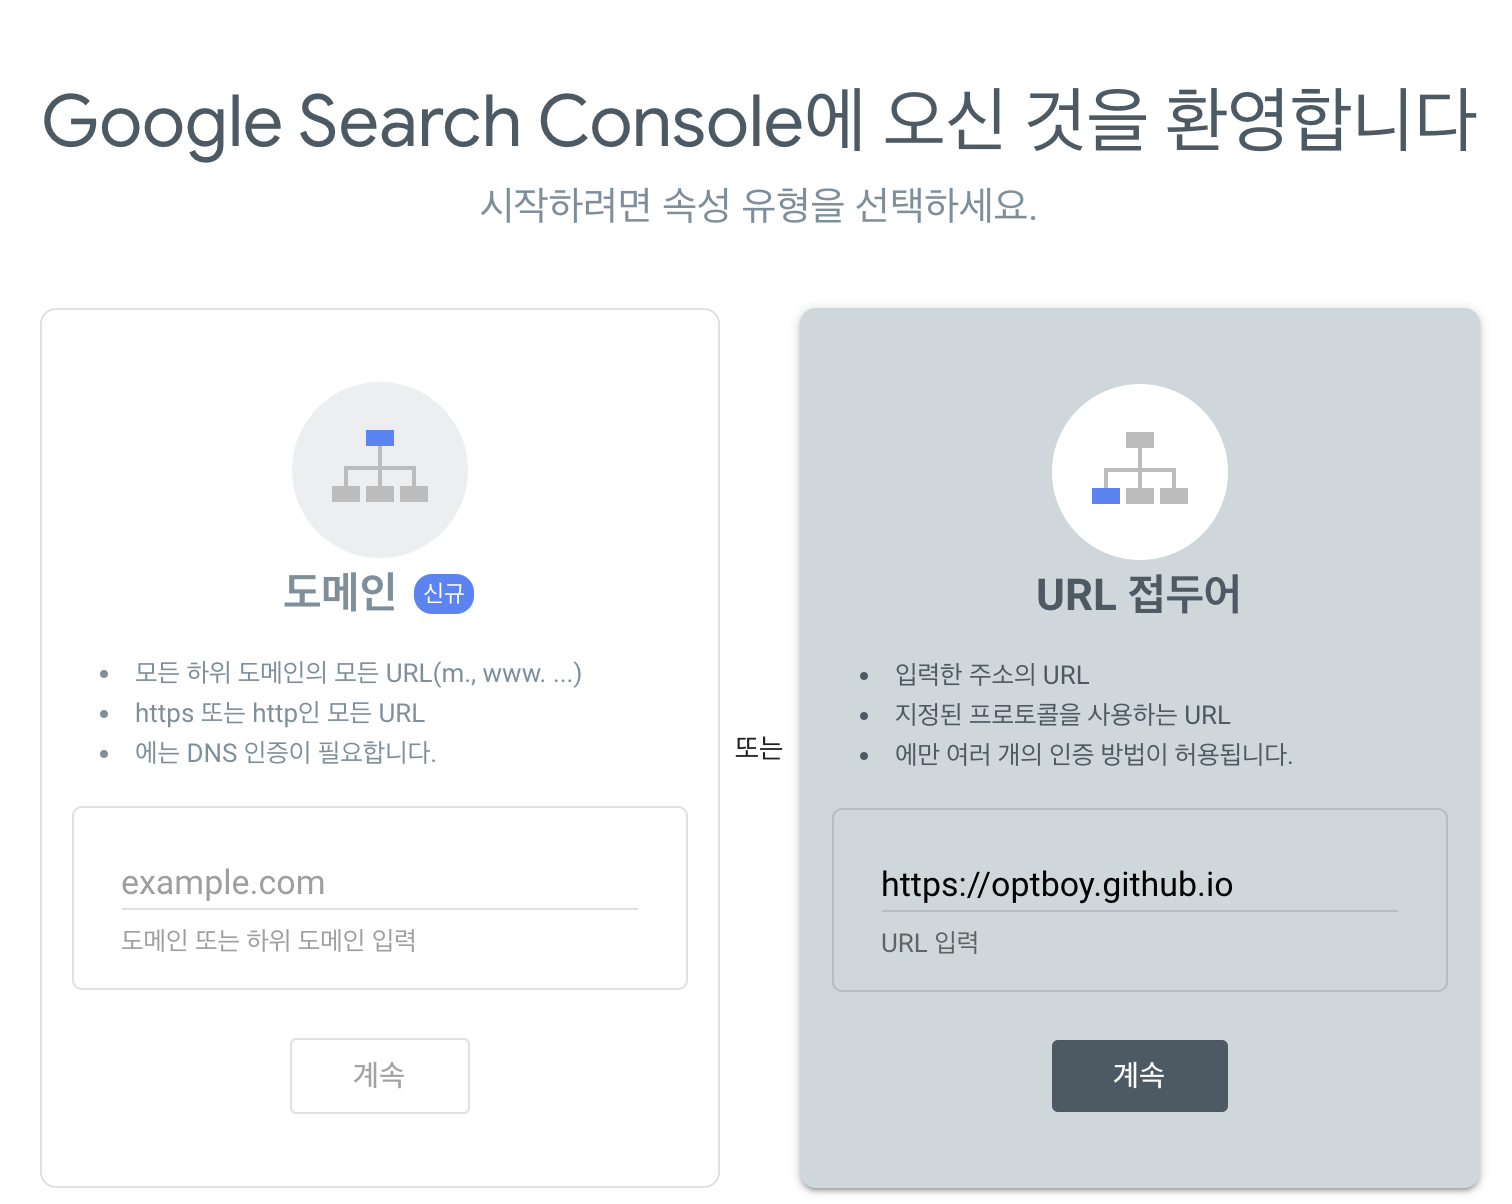 Google Search Console에 오신 것을 환영합니다
시작하려면 속성 유형을 선택하세요.
도메인 신규
모든 하위 도메인의 모든 URL(m., www. ...)
https 또는 http인 모든 URL
에는 DNS 인증이 필요합니다.
example.com
도메인 또는 하위 도메인 입력
계속
또는
URL 접두어
입력한 주소의 URL
지정된 프로토콜을 사용하는 URL
에만 여러 개의 인증 방법이 허용됩니다.
https://optboy.github.io
URL 입력
계속